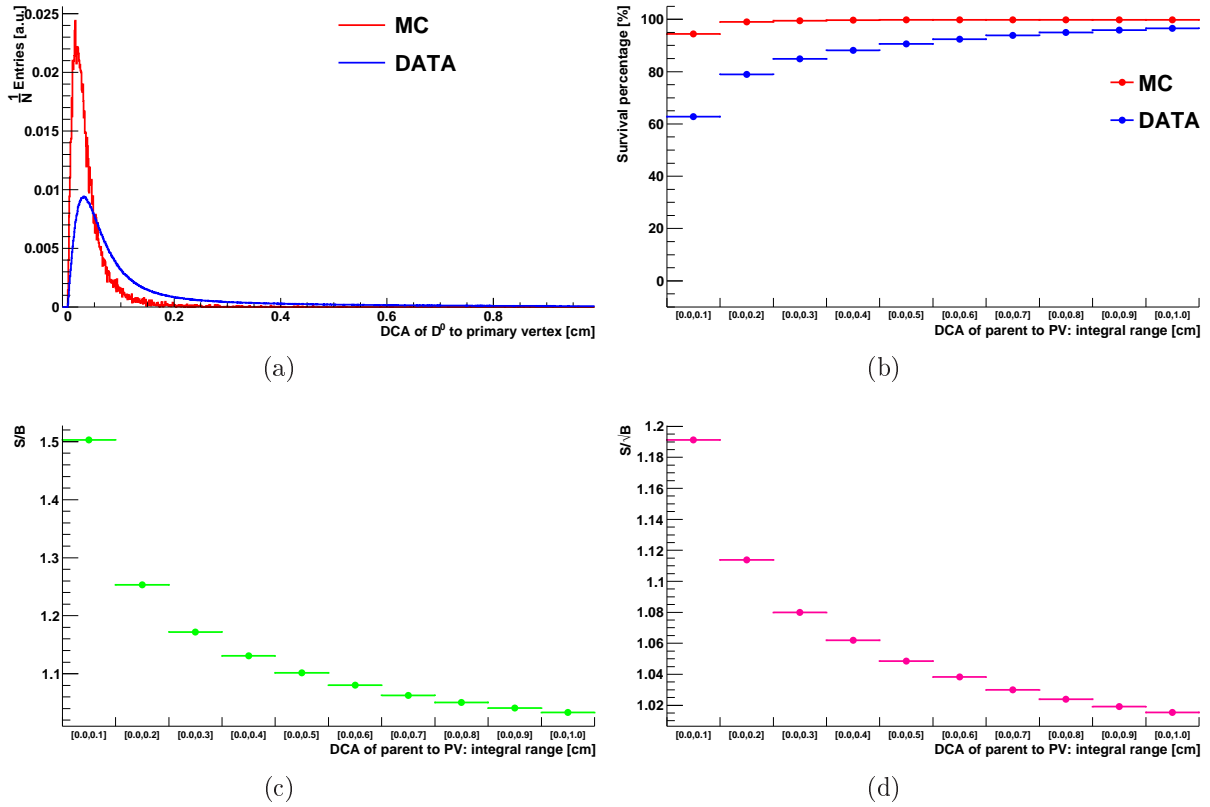 1/N Entries [a.u.]
0.025
0.02
0.015
0.01
0.005
0
MC
DATA
0 0.2 0.4 0.6 0.8
DCA of D⁰ to primary vertex [cm]
(a)
Survival percentage [%]
100
80
60
40
20
0
MC
DATA
[0.0,0.1] [0.0,0.2] [0.0,0.3] [0.0,0.4] [0.0,0.5] [0.0,0.6] [0.0,0.7] [0.0,0.8] [0.0,0.9] [0.0,1.0]
DCA of parent to PV: integral range [cm]
(b)
S/B
1.5
1.4
1.3
1.2
1.1
[0.0,0.1] [0.0,0.2] [0.0,0.3] [0.0,0.4] [0.0,0.5] [0.0,0.6] [0.0,0.7] [0.0,0.8] [0.0,0.9] [0.0,1.0]
DCA of parent to PV: integral range [cm]
(c)
S/√B
1.2
1.18
1.16
1.14
1.12
1.1
1.08
1.06
1.04
1.02
[0.0,0.1] [0.0,0.2] [0.0,0.3] [0.0,0.4] [0.0,0.5] [0.0,0.6] [0.0,0.7] [0.0,0.8] [0.0,0.9] [0.0,1.0]
DCA of parent to PV: integral range [cm]
(d)